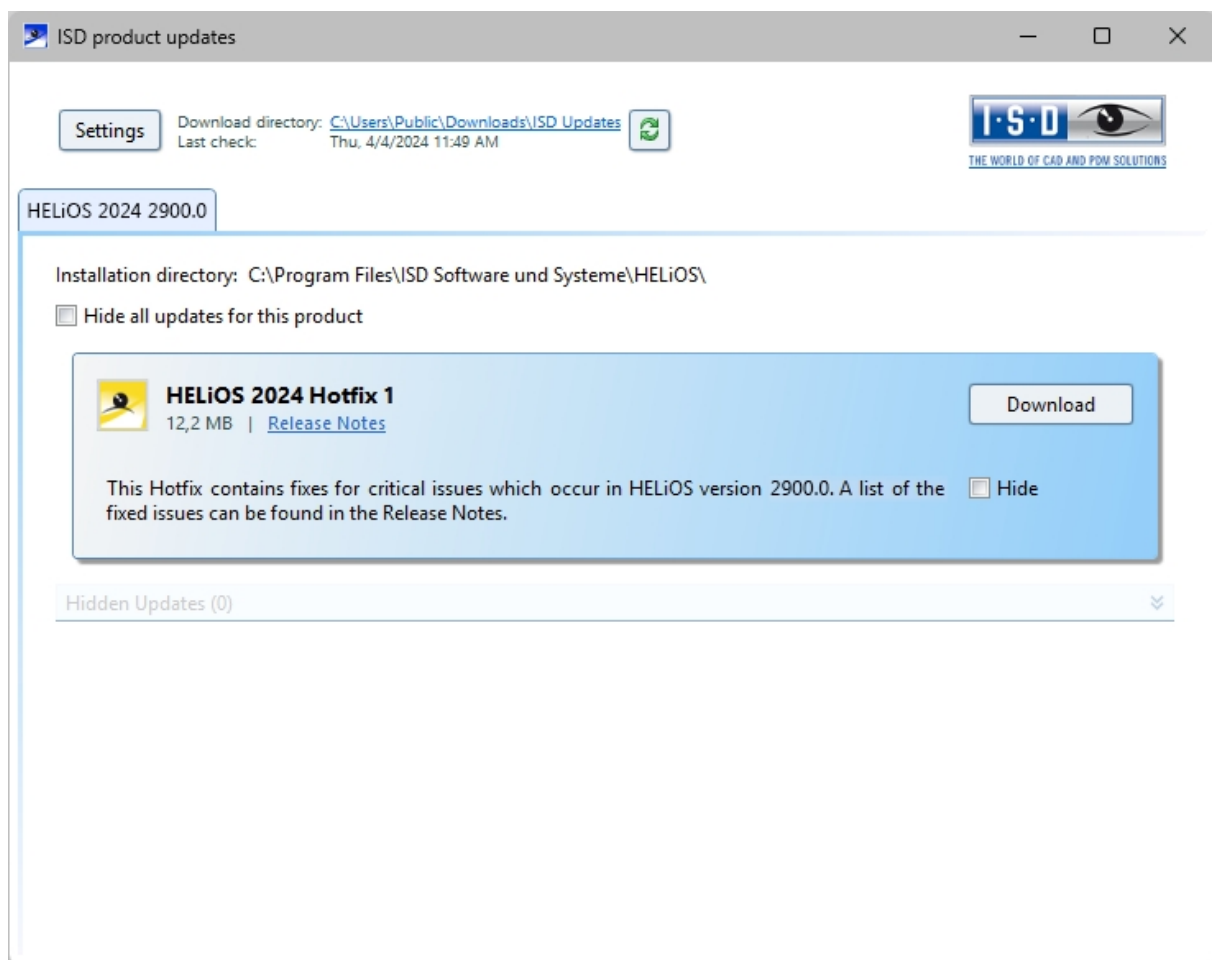 ISD product updates
Settings
Download directory: C:\Users\Public\Downloads\ISD Updates
Last check: Thu, 4/4/2024 11:49 AM
I·S·D
THE WORLD OF CAD AND PDM SOLUTIONS
HELiOS 2024 2900.0
Installation directory: C:\Program Files\ISD Software und Systeme\HELiOS\
Hide all updates for this product
HELiOS 2024 Hotfix 1
12,2 MB | Release Notes
Download
This Hotfix contains fixes for critical issues which occur in HELiOS version 2900.0. A list of the
fixed issues can be found in the Release Notes.
Hide
Hidden Updates (0)